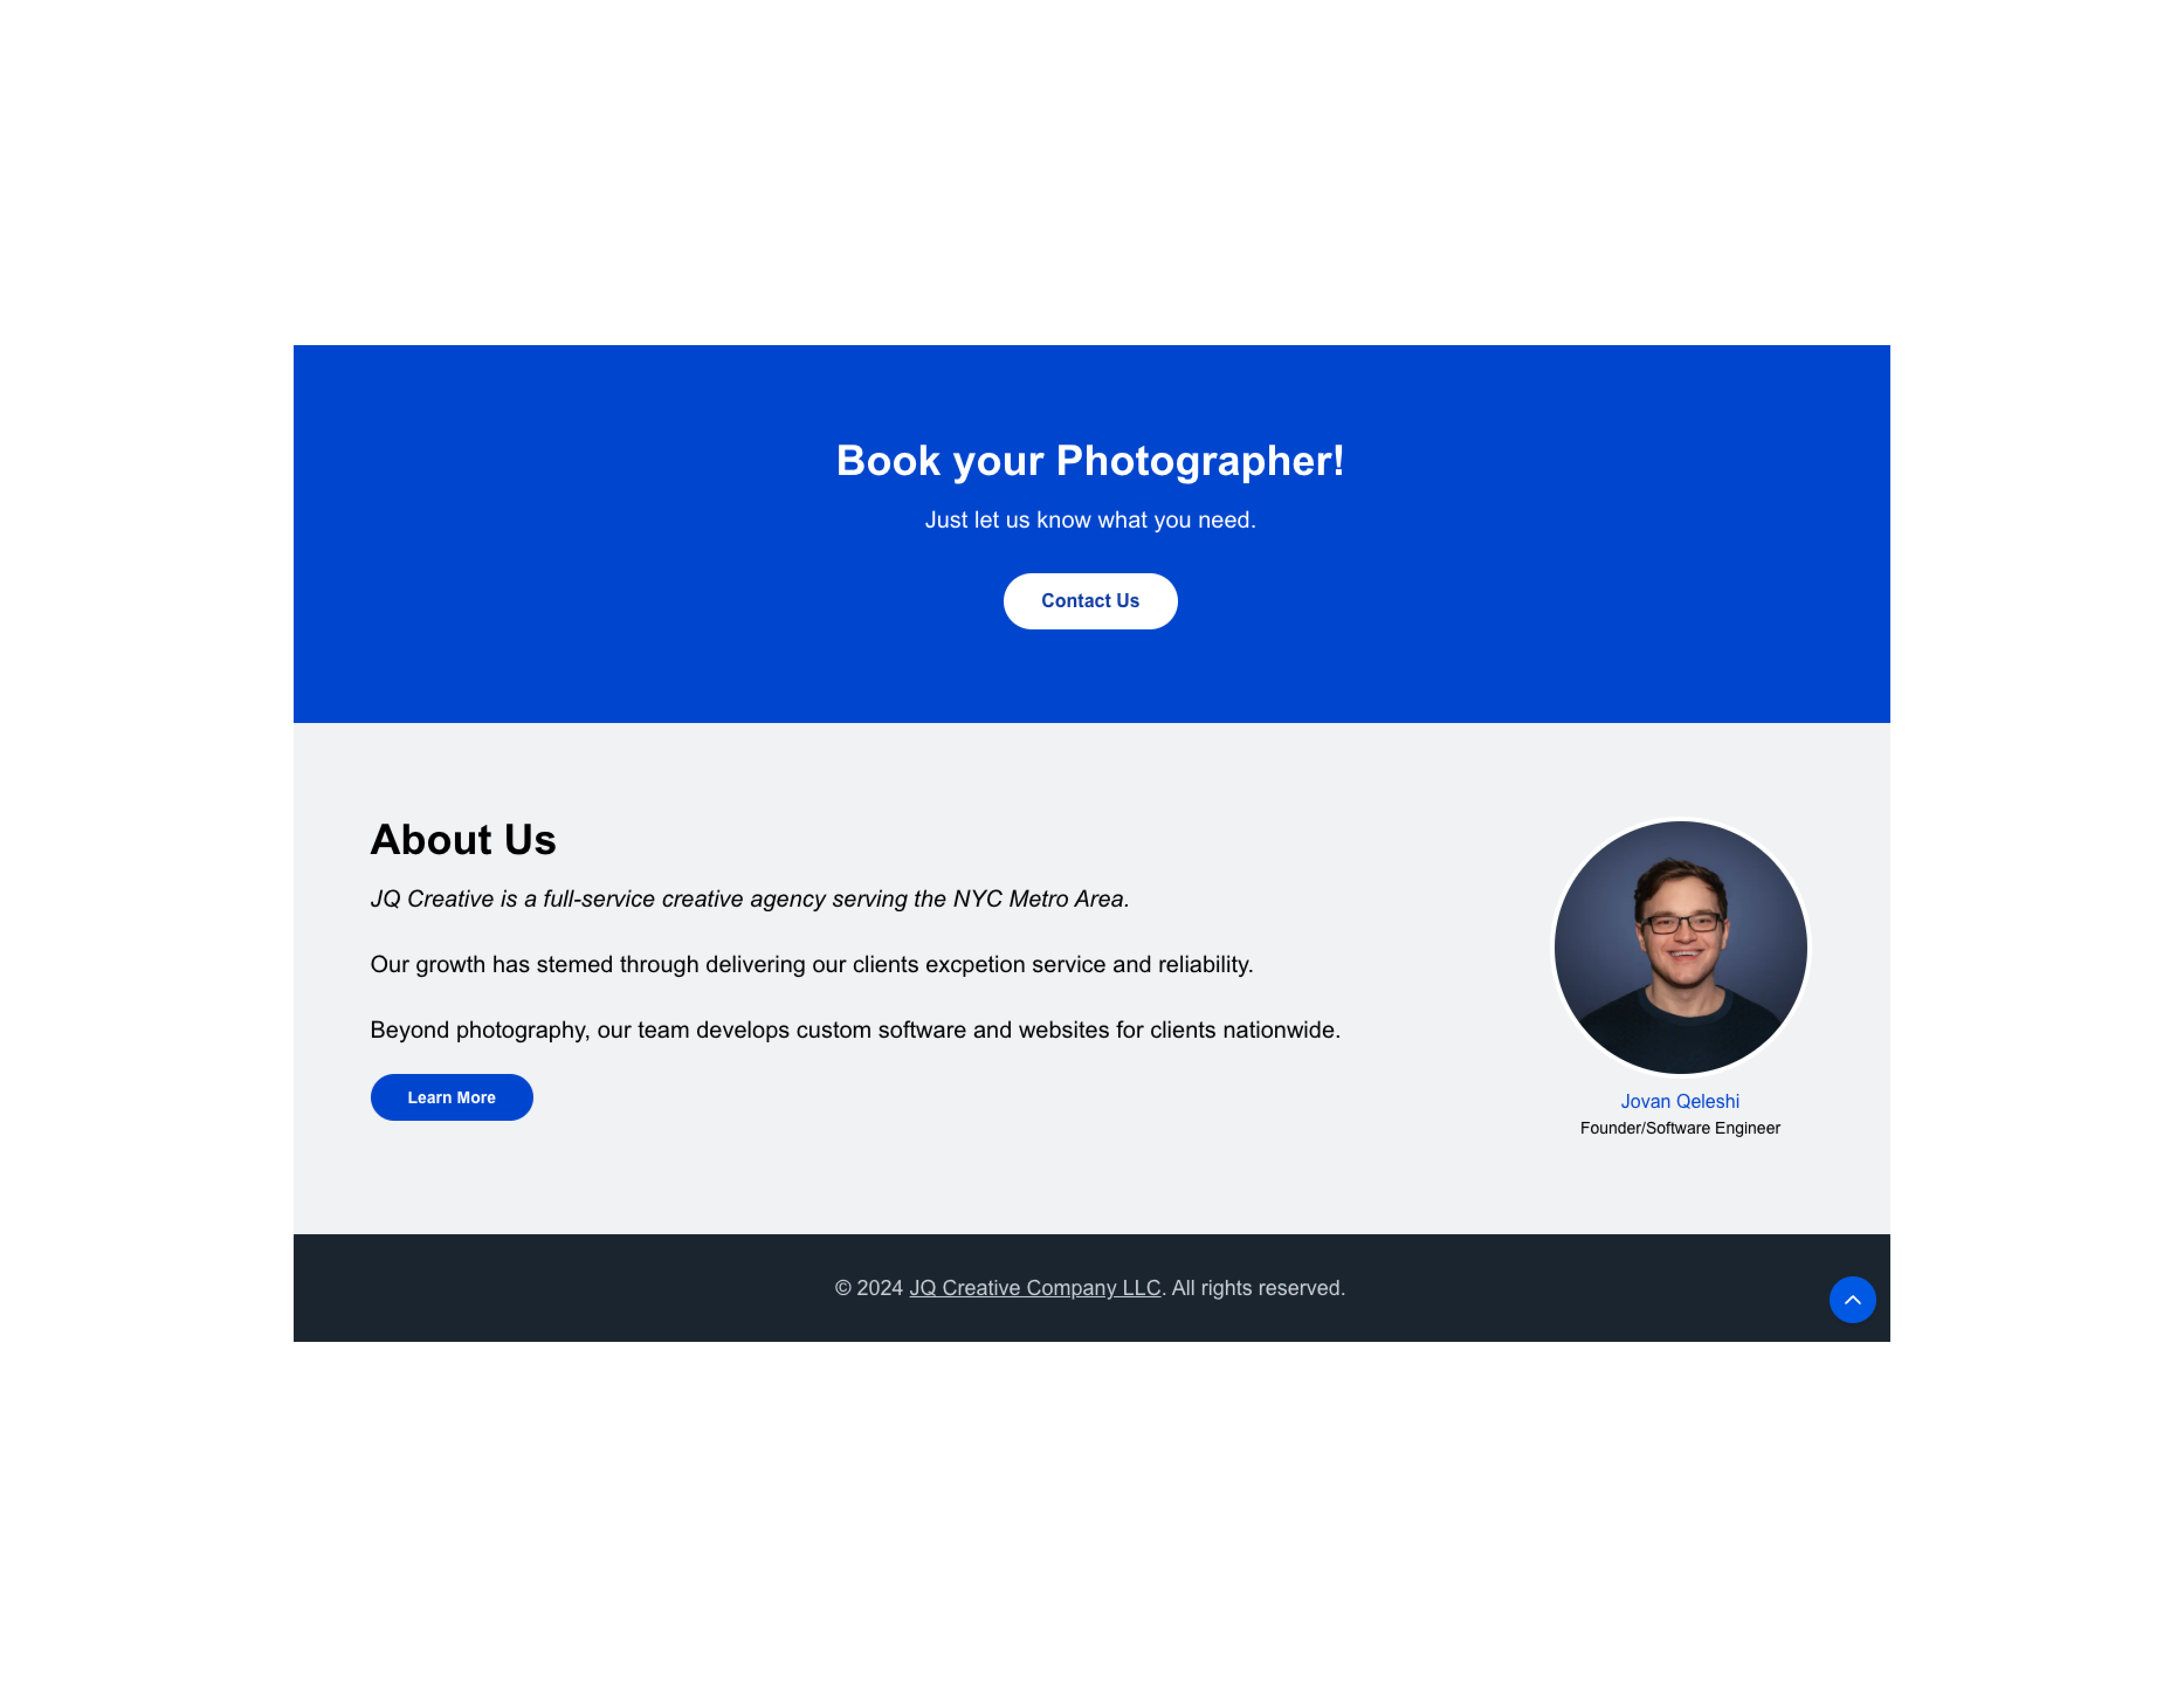 Book your Photographer!
Just let us know what you need.
Contact Us
About Us
JQ Creative is a full-service creative agency serving the NYC Metro Area.
Our growth has stemed through delivering our clients excpetion service and reliability.
Beyond photography, our team develops custom software and websites for clients nationwide.
Learn More
Jovan Qeleshi
Founder/Software Engineer
© 2024 JQ Creative Company LLC. All rights reserved.